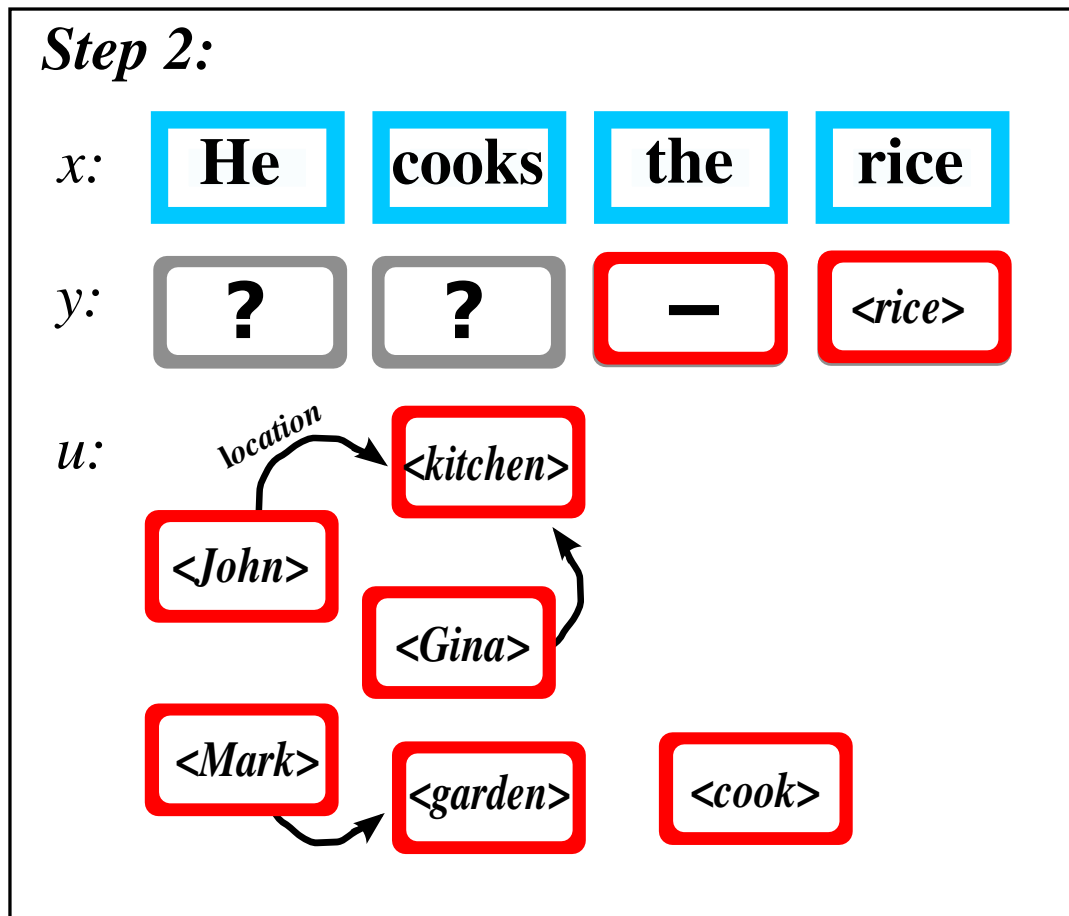 Step 2:
x: He cooks the rice
y: ? ? – <rice>
u: location <kitchen>
<John>
<Gina>
<Mark>
<garden> <cook>